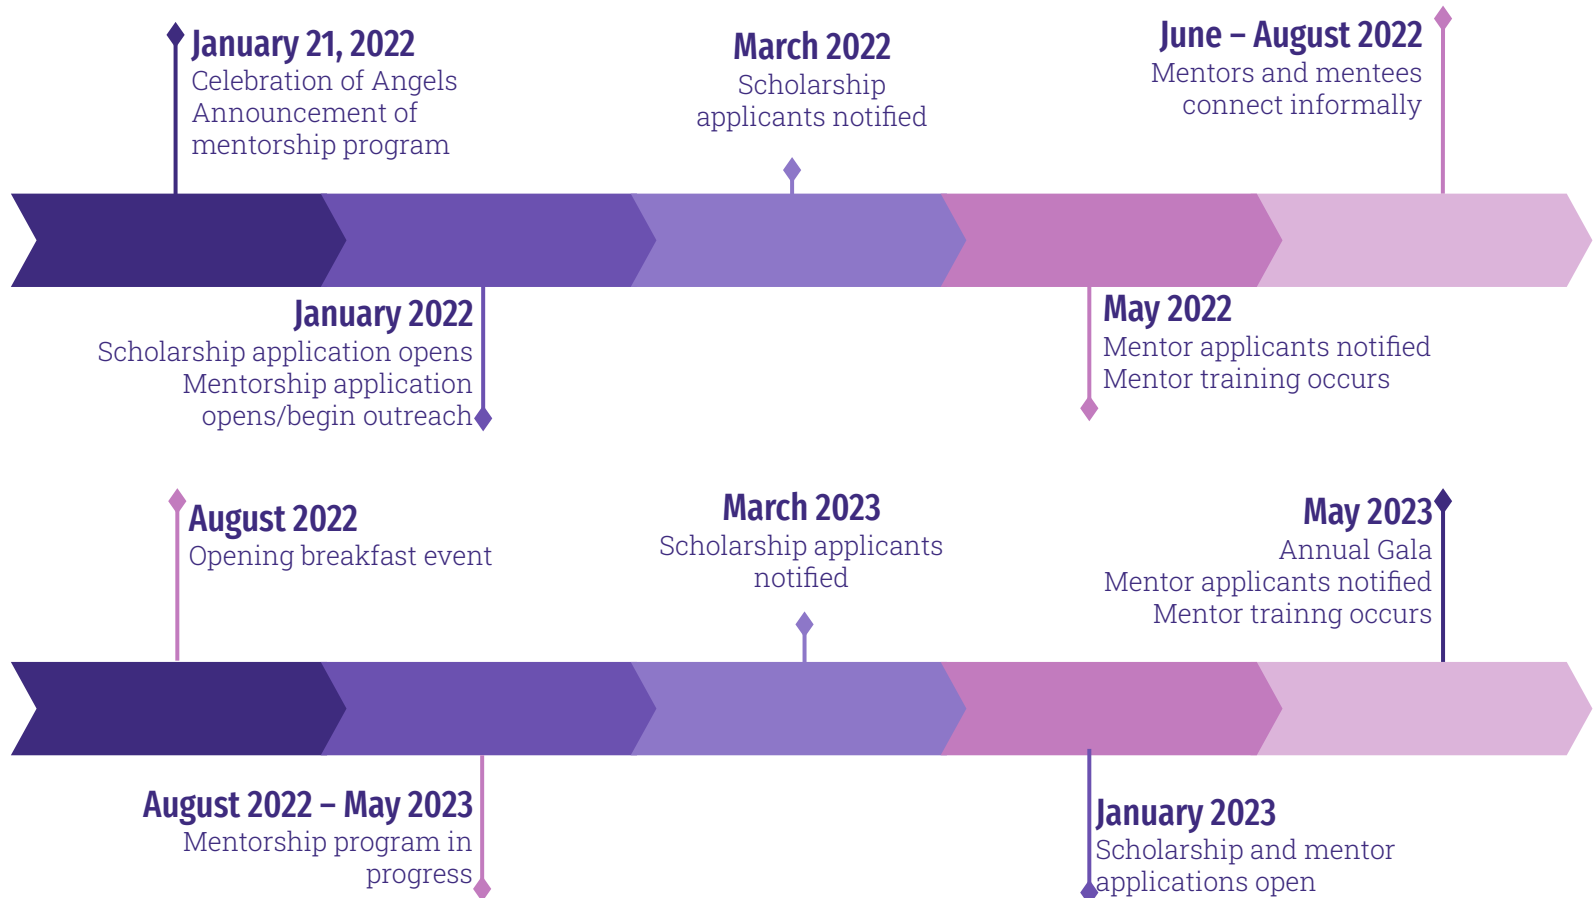 January 21, 2022
Celebration of Angels
Announcement of
mentorship program
January 2022
Scholarship application opens
Mentorship application
opens/begin outreach
March 2022
Scholarship
applicants notified
May 2022
Mentor applicants notified
Mentor training occurs
June – August 2022
Mentors and mentees
connect informally
August 2022
Opening breakfast event
August 2022 – May 2023
Mentorship program in
progress
March 2023
Scholarship applicants
notified
January 2023
Scholarship and mentor
applications open
May 2023
Annual Gala
Mentor applicants notified
Mentor trainng occurs